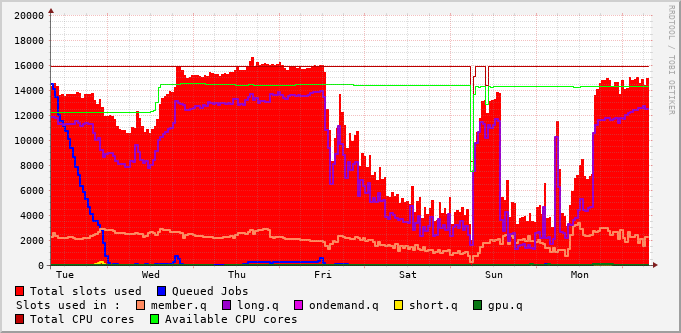 RRDTOOL / TOBI OETIKER
20000
18000
16000
14000
12000
10000
8000
6000
4000
2000
0
Tue Wed Thu Fri Sat Sun Mon
Total slots used Queued Jobs
Slots used in : member.q long.q ondemand.q short.q gpu.q
Total CPU cores Available CPU cores